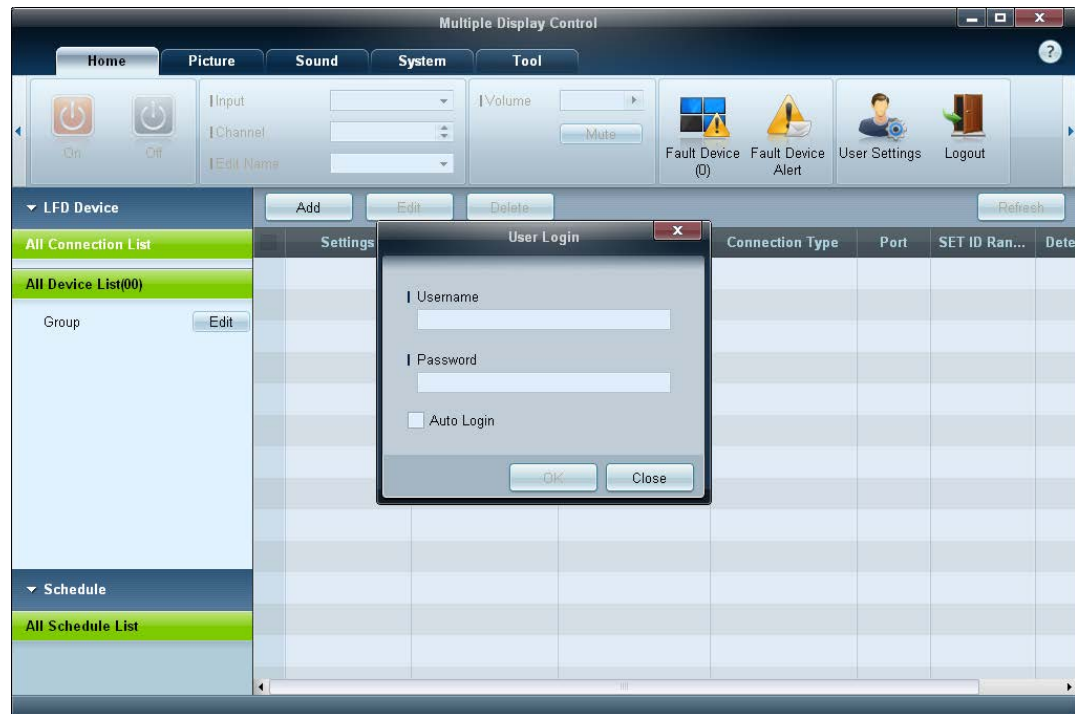 Multiple Display Control
Home Picture Sound System Tool
Input
Channel
Edit Name
On Off
Volume
Mute
Fault Device (0)
Fault Device Alert
User Settings
Logout
LFD Device
Add Edit Delete Refresh
All Connection List
Settings Connection Type Port SET ID Ran... Dete
All Device List(00)
Group Edit
User Login
Username
Password
Auto Login
OK Close
Schedule
All Schedule List